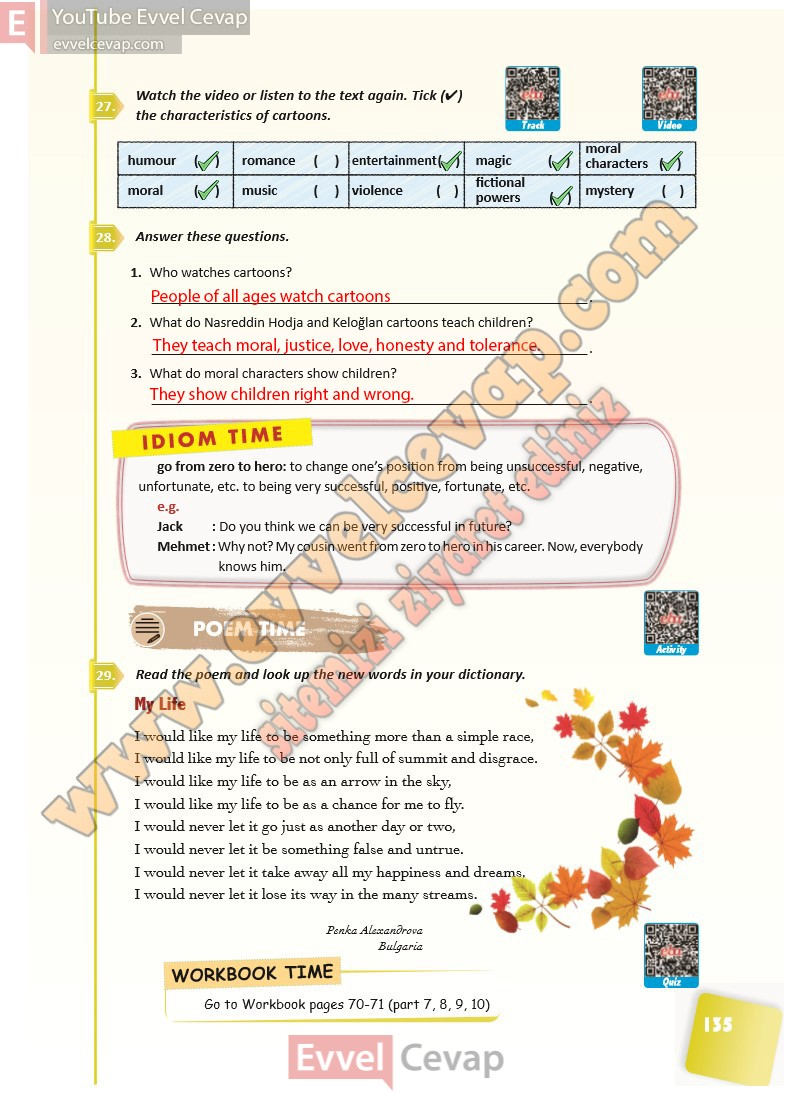 E
YouTube Evvel Cevap
evvelcevap.com
27.
Watch the video or listen to the text again. Tick (✔)
the characteristics of cartoons.
Track
Video
humour (✓) romance ( ) entertainment (✓) magic (✓) moral characters (✓)
moral (✓) music ( ) violence ( ) fictional powers (✓) mystery ( )
28.
Answer these questions.
1. Who watches cartoons?
People of all ages watch cartoons.
2. What do Nasreddin Hodja and Keloğlan cartoons teach children?
They teach moral, justice, love, honesty and tolerance.
3. What do moral characters show children?
They show children right and wrong.
IDIOM TIME
go from zero to hero: to change one's position from being unsuccessful, negative,
unfortunate, etc. to being very successful, positive, fortunate, etc.
e.g.
Jack : Do you think we can be very successful in future?
Mehmet : Why not? My cousin went from zero to hero in his career. Now, everybody
knows him.
POEM TIME
Activity
29.
Read the poem and look up the new words in your dictionary.
My Life
I would like my life to be something more than a simple race,
I would like my life to be not only full of summit and disgrace.
I would like my life to be as an arrow in the sky,
I would like my life to be as a chance for me to fly.
I would never let it go just as another day or two,
I would never let it be something false and untrue.
I would never let it take away all my happiness and dreams,
I would never let it lose its way in the many streams.
Penka Alexandrova
Bulgaria
WORKBOOK TIME
Go to Workbook pages 70-71 (part 7, 8, 9, 10)
Quiz
135
Evvel Cevap
www.evvelcevap.com
sitemizi ziyaret ediniz